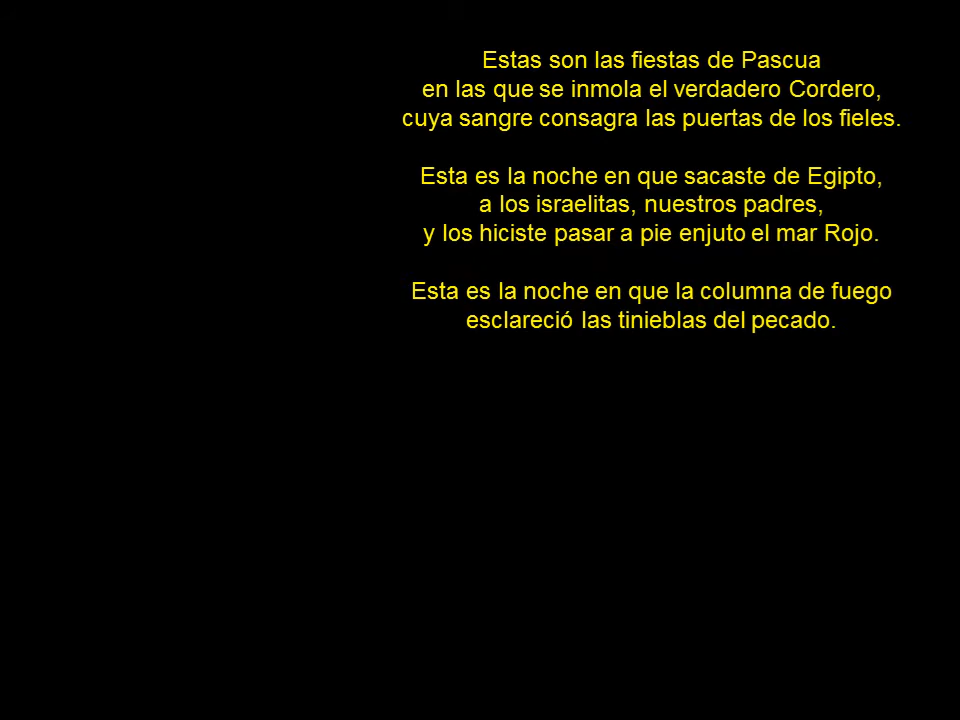 Estas son las fiestas de Pascua
en las que se inmola el verdadero Cordero,
cuya sangre consagra las puertas de los fieles.

Esta es la noche en que sacaste de Egipto,
a los israelitas, nuestros padres,
y los hiciste pasar a pie enjuto el mar Rojo.

Esta es la noche en que la columna de fuego
esclareció las tinieblas del pecado.